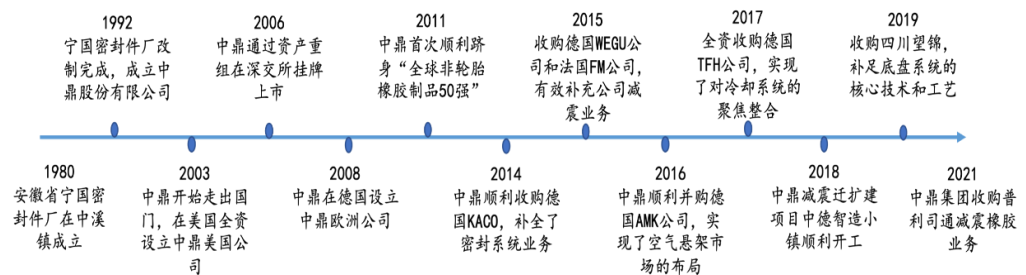 1992
宁国密封件厂改
制完成，成立中
鼎股份有限公司
2006
中鼎通过资产重
组在深交所挂牌
上市
2011
中鼎首次顺利跻
身“全球非轮胎
橡胶制品50强”
2015
收购德国WEGU公
司和法国FM公司，
有效补充公司减
震业务
2017
全资收购德国
TFH公司，实现
了对冷却系统的
聚焦整合
2019
收购四川望锦，
补足底盘系统的
核心技术和工艺
1980
安徽省宁国密
封件厂在中溪
镇成立
2003
中鼎开始走出国
门，在美国全资
设立中鼎美国公
司
2008
中鼎在德国设立
中鼎欧洲公司
2014
中鼎顺利收购德
国KACO，补全了
密封系统业务
2016
中鼎顺利并购德
国AMK公司，实
现了空气悬架市
场的布局
2018
中鼎减震迁扩建
项目中德智造小
镇顺利开工
2021
中鼎集团收购普
利司通减震橡胶
业务